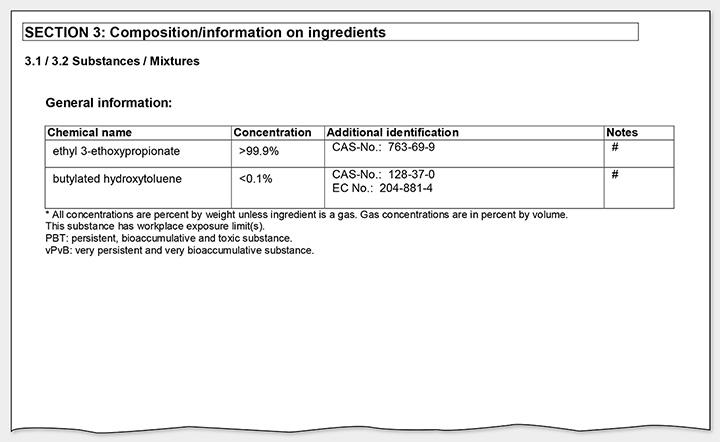 SECTION 3: Composition/information on ingredients
3.1 / 3.2 Substances / Mixtures
General information:
Chemical name Concentration Additional identification Notes
ethyl 3-ethoxypropionate >99.9% CAS-No.: 763-69-9 #
butylated hydroxytoluene <0.1% CAS-No.: 128-37-0 #
EC No.: 204-881-4
* All concentrations are percent by weight unless ingredient is a gas. Gas concentrations are in percent by volume.
This substance has workplace exposure limit(s).
PBT: persistent, bioaccumulative and toxic substance.
vPvB: very persistent and very bioaccumulative substance.